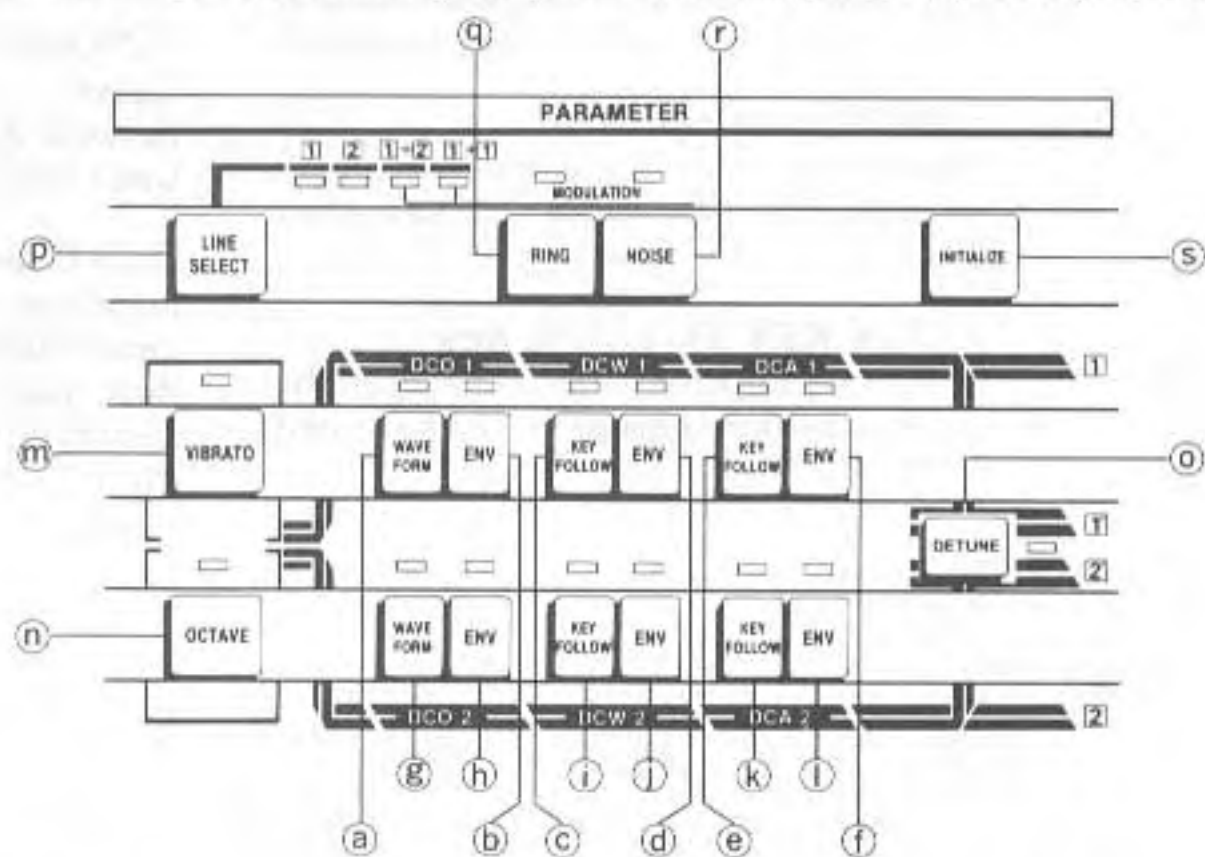 q r
PARAMETER
1 2 1+2 1+1
MODULATION
p LINE SELECT RING NOISE INITIALIZE s
DCO 1 DCW 1 DCA 1 1
m VIBRATO WAVE FORM ENV KEY FOLLOW ENV KEY FOLLOW ENV o
DETUNE 1
2
n OCTAVE WAVE FORM ENV KEY FOLLOW ENV KEY FOLLOW ENV
DCO 2 DCW 2 DCA 2 2
g h i j k l
a b c d e f